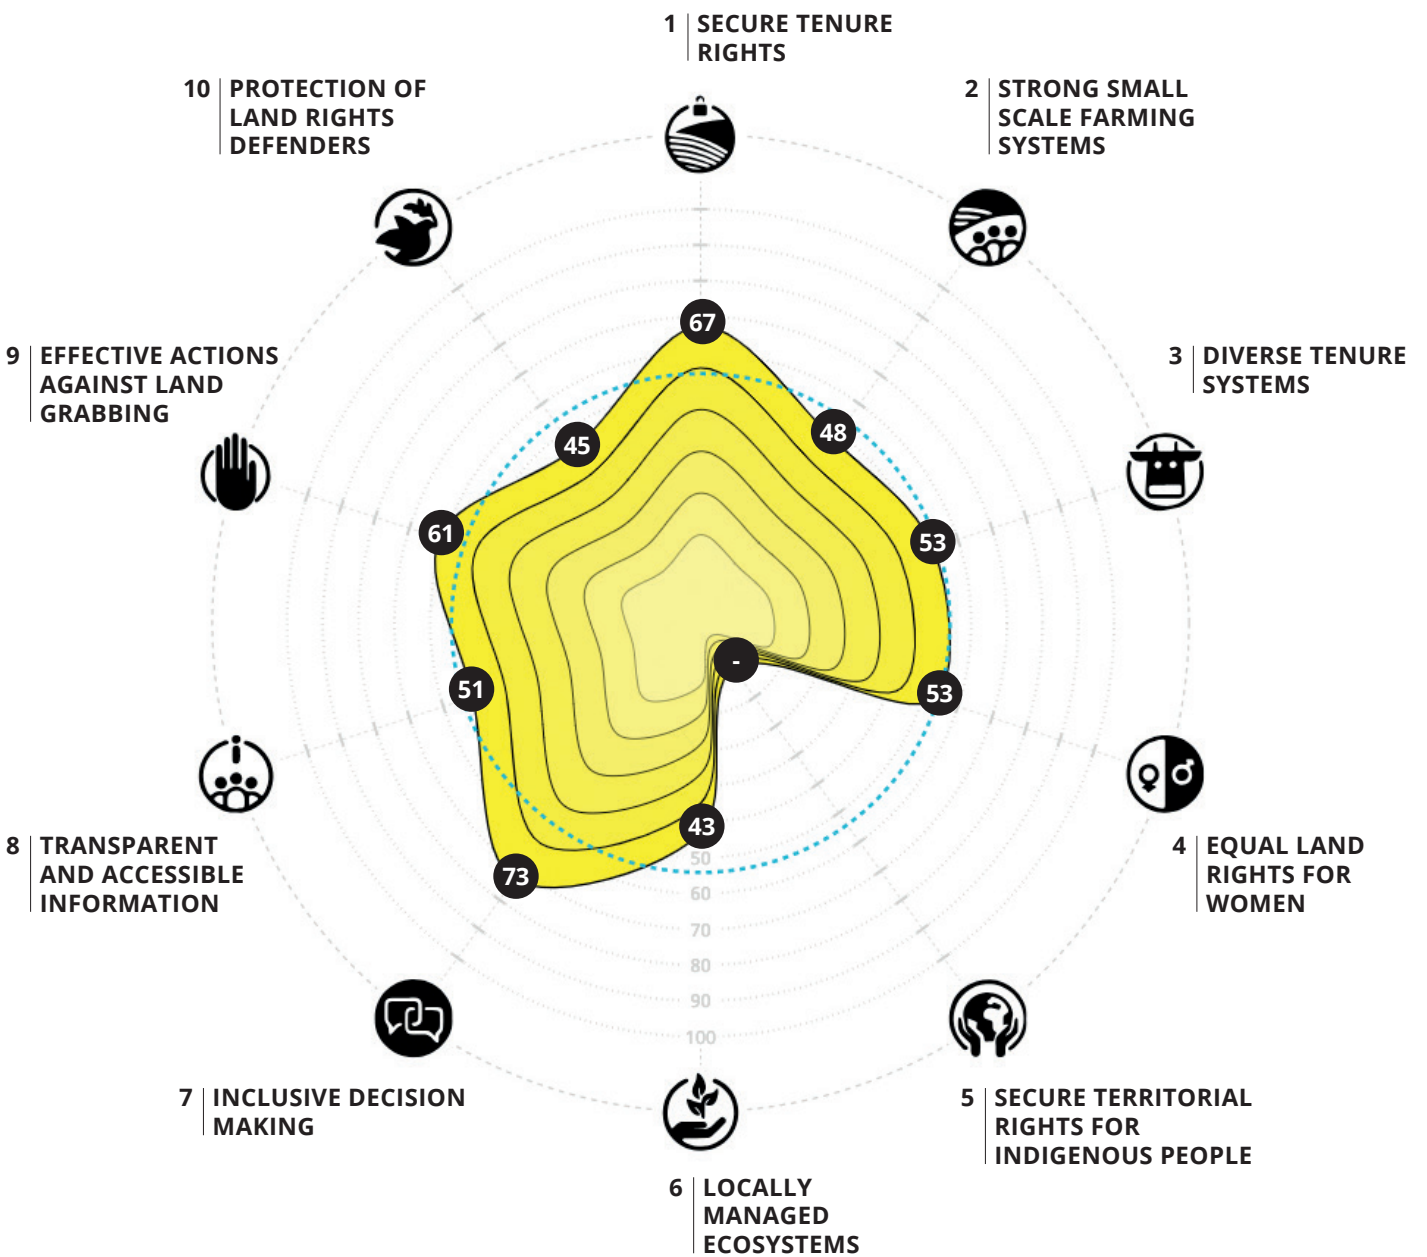 1 SECURE TENURE
RIGHTS
10 PROTECTION OF
LAND RIGHTS
DEFENDERS
2 STRONG SMALL
SCALE FARMING
SYSTEMS
9 EFFECTIVE ACTIONS
AGAINST LAND
GRABBING
3 DIVERSE TENURE
SYSTEMS
67
48
45
61
53
-
51
53
43
73
50
60
70
80
90
100
8 TRANSPARENT
AND ACCESSIBLE
INFORMATION
4 EQUAL LAND
RIGHTS FOR
WOMEN
7 INCLUSIVE DECISION
MAKING
5 SECURE TERRITORIAL
RIGHTS FOR
INDIGENOUS PEOPLE
6 LOCALLY
MANAGED
ECOSYSTEMS